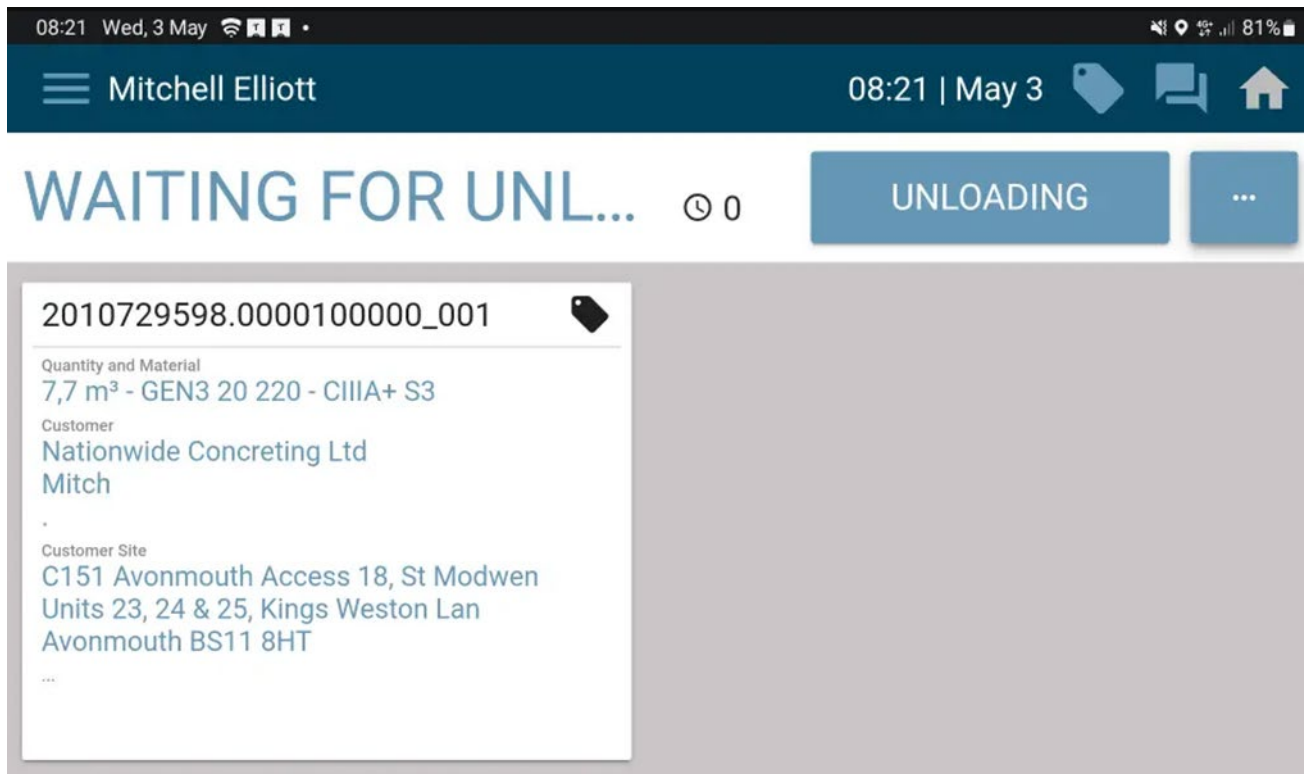 08:21 Wed, 3 May T T •
4G+ 81%
Mitchell Elliott 08:21 | May 3
WAITING FOR UNL... 0 UNLOADING ...
2010729598.0000100000_001
Quantity and Material
7,7 m³ - GEN3 20 220 - CIIIA+ S3
Customer
Nationwide Concreting Ltd
Mitch
.
Customer Site
C151 Avonmouth Access 18, St Modwen
Units 23, 24 & 25, Kings Weston Lan
Avonmouth BS11 8HT
...